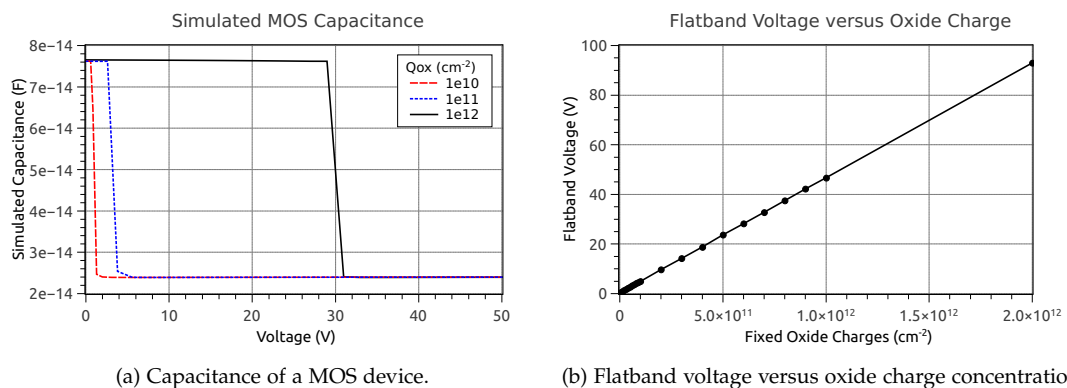 Simulated MOS Capacitance
8e−14
7e−14
6e−14
5e−14
4e−14
3e−14
2e−14
Simulated Capacitance (F)
Qox (cm⁻²)
1e10
1e11
1e12
0 10 20 30 40 50
Voltage (V)
(a) Capacitance of a MOS device.
Flatband Voltage versus Oxide Charge
100
80
60
40
20
0
Flatband Voltage (V)
0 5.0×10¹¹ 1.0×10¹² 1.5×10¹² 2.0×10¹²
Fixed Oxide Charges (cm⁻²)
(b) Flatband voltage versus oxide charge concentratio